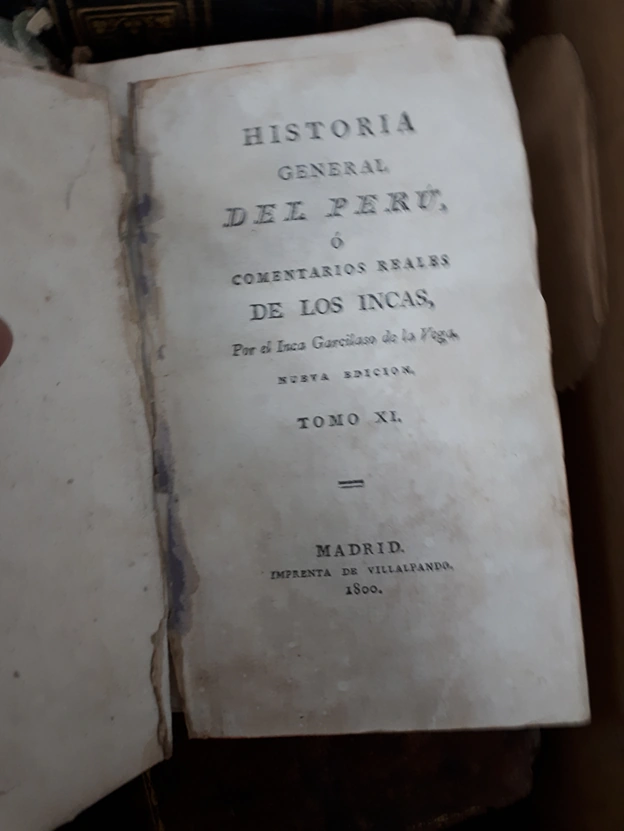 HISTORIA
GENERAL
DEL PERÚ,
Ó
COMENTARIOS REALES
DE LOS INCAS,
Por el Inca Garcilaso de la Vega,
NUEVA EDICION,
TOMO XI.
MADRID.
IMPRENTA DE VILLALPANDO.
1800.